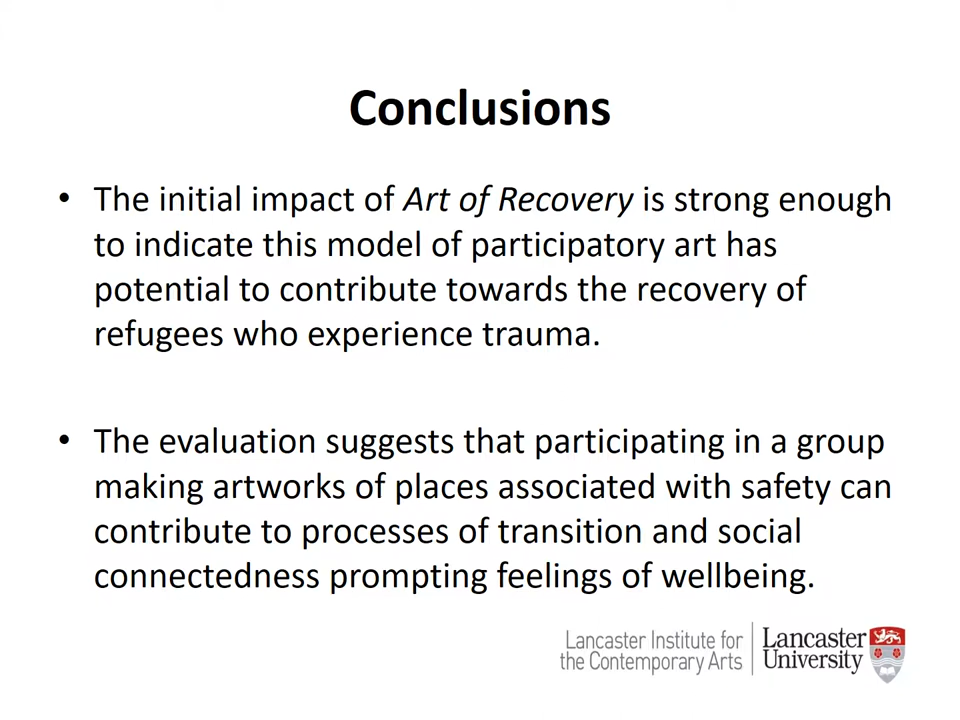 Conclusions
• The initial impact of Art of Recovery is strong enough
to indicate this model of participatory art has
potential to contribute towards the recovery of
refugees who experience trauma.
• The evaluation suggests that participating in a group
making artworks of places associated with safety can
contribute to processes of transition and social
connectedness prompting feelings of wellbeing.
Lancaster Institute for
the Contemporary Arts
Lancaster
University